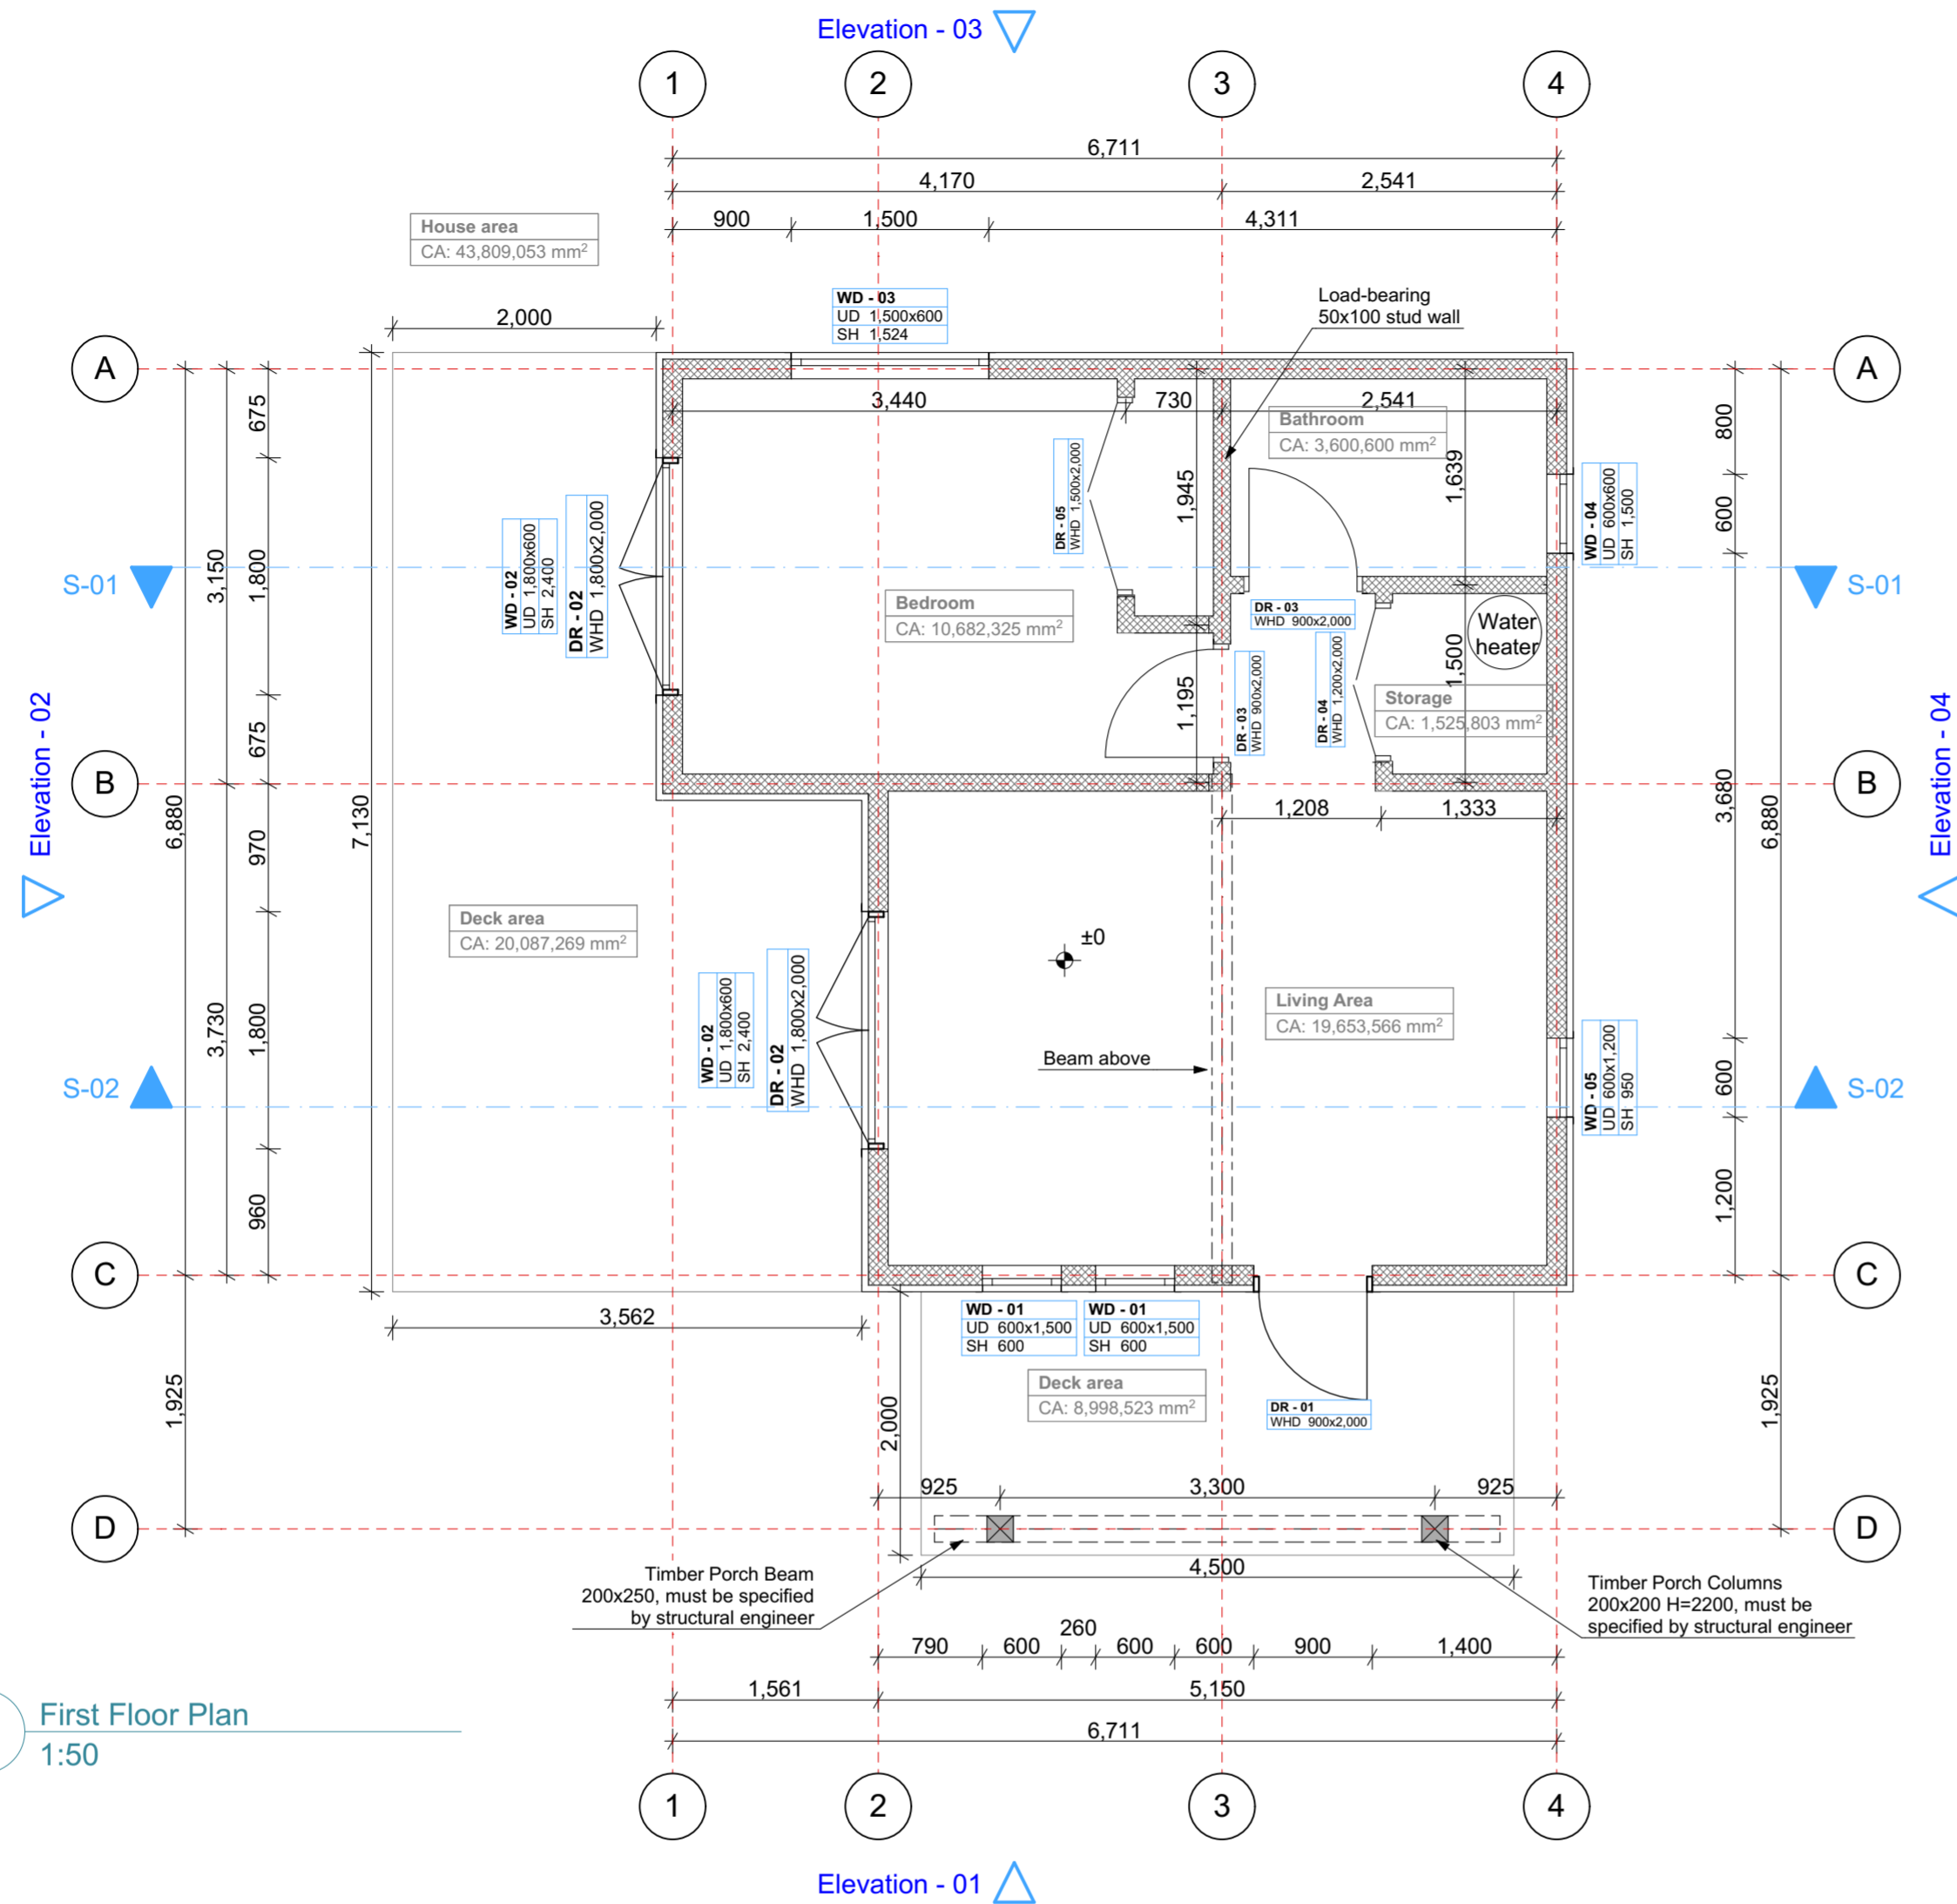 Elevation - 03
1
2
3
4
6,711
4,170
2,541
900
1,500
4,311
House area
CA: 43,809,053 mm²
2,000
WD - 03
UD 1,500x600
SH 1,524
Load-bearing
50x100 stud wall
A
A
3,440
730
2,541
Bathroom
CA: 3,600,600 mm²
675
1,800
675
3,150
6,880
7,130
970
1,800
960
3,730
1,925
800
600
3,680
600
1,200
6,880
1,925
1,945
1,195
1,639
1,500
DR - 05
WHD 1,500x2,000
WD - 02
UD 1,800x600
SH 2,400
DR - 02
WHD 1,800x2,000
WD - 04
UD 600x600
SH 1,500
S-01
S-01
Bedroom
CA: 10,682,325 mm²
DR - 03
WHD 900x2,000
Water
heater
DR - 03
WHD 900x2,000
DR - 04
WHD 1,200x2,000
Storage
CA: 1,525,803 mm²
Elevation - 02
Elevation - 04
B
B
1,208
1,333
Deck area
CA: 20,087,269 mm²
±0
WD - 02
UD 1,800x600
SH 2,400
DR - 02
WHD 1,800x2,000
Living Area
CA: 19,653,566 mm²
Beam above
WD - 05
UD 600x1,200
SH 950
S-02
S-02
C
C
3,562
WD - 01
UD 600x1,500
SH 600
WD - 01
UD 600x1,500
SH 600
Deck area
CA: 8,998,523 mm²
DR - 01
WHD 900x2,000
2,000
925
3,300
925
D
D
4,500
Timber Porch Beam
200x250, must be specified
by structural engineer
Timber Porch Columns
200x200 H=2200, must be
specified by structural engineer
790
600
260
600
600
900
1,400
1,561
5,150
6,711
First Floor Plan
1:50
1
2
3
4
Elevation - 01